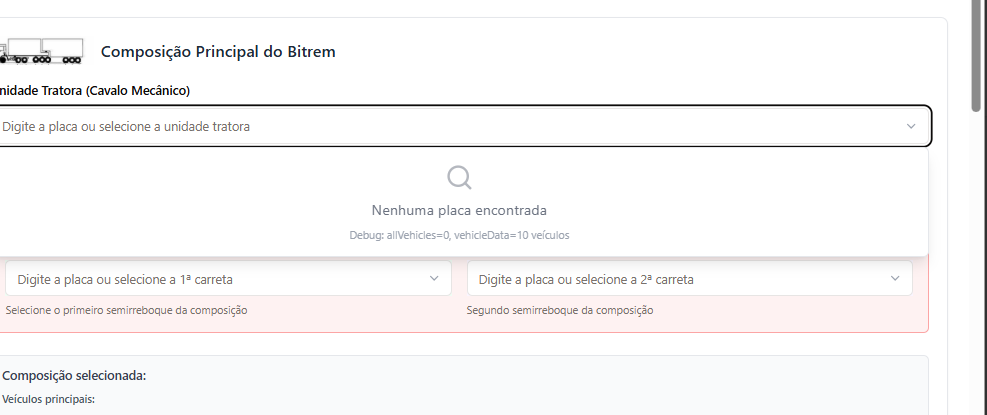 Composição Principal do Bitrem
nidade Tratora (Cavalo Mecânico)
Digite a placa ou selecione a unidade tratora
Nenhuma placa encontrada
Debug: allVehicles=0, vehicleData=10 veículos
Digite a placa ou selecione a 1ª carreta
Digite a placa ou selecione a 2ª carreta
Selecione o primeiro semirreboque da composição
Segundo semirreboque da composição
Composição selecionada:
Veículos principais: